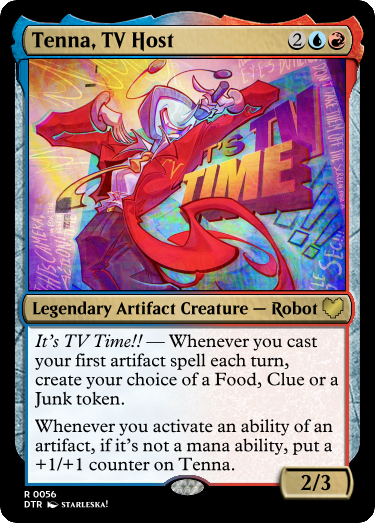 Tenna, TV Host 2
IT'S TV
TIME
Legendary Artifact Creature — Robot
It's TV Time!! — Whenever you cast
your first artifact spell each turn,
create your choice of a Food, Clue or a
Junk token.
Whenever you activate an ability of an
artifact, if it's not a mana ability, put a
+1/+1 counter on Tenna.
2/3
R 0056
DTR STARLESKA!